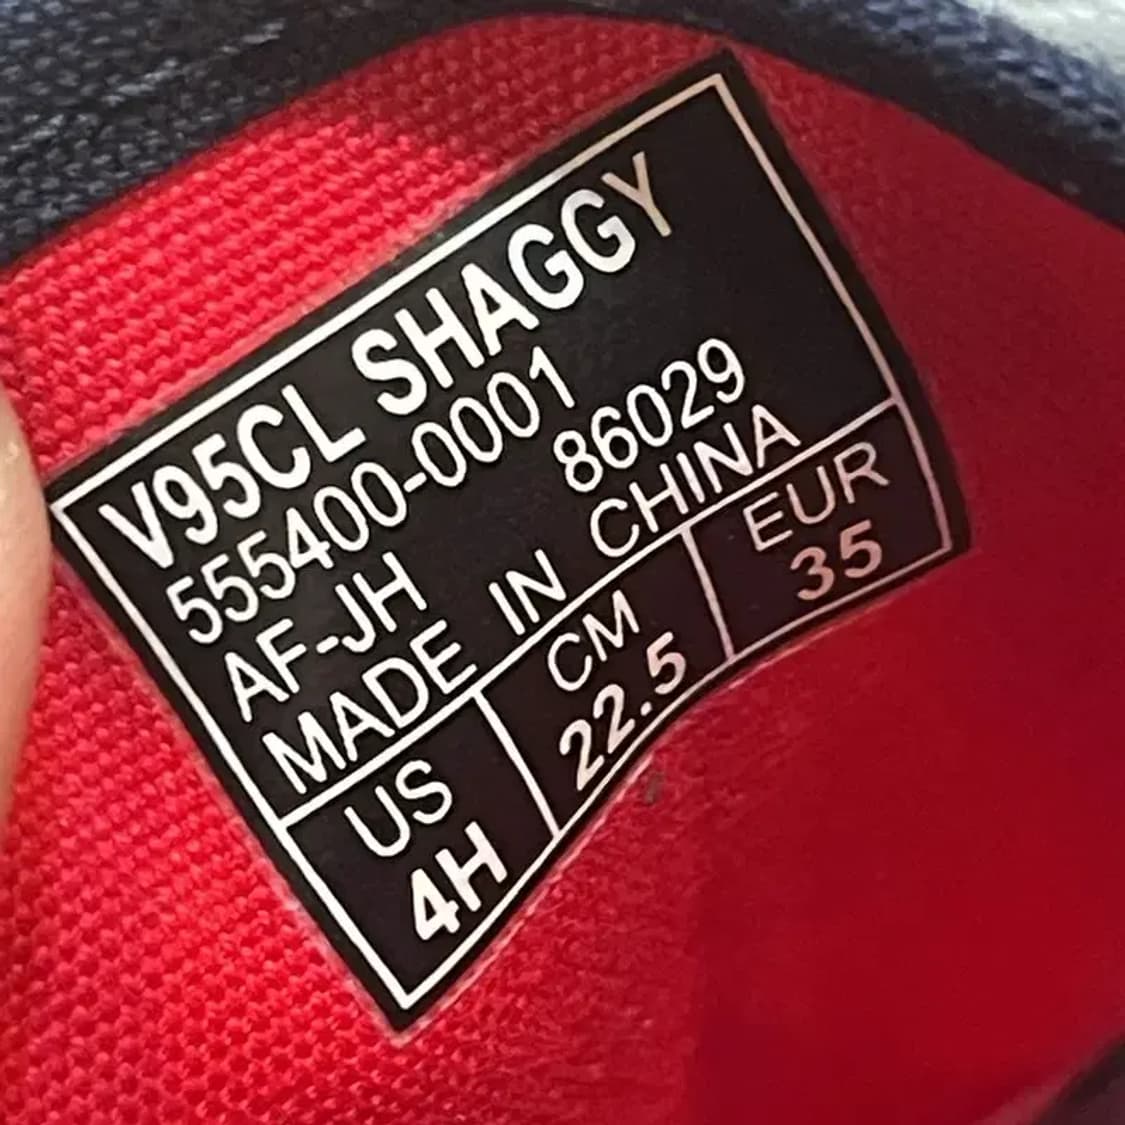 V95CL SHAGGY
555400-0001
AF-JH 86029
MADE IN CHINA
US CM EUR
4H 22.5 35